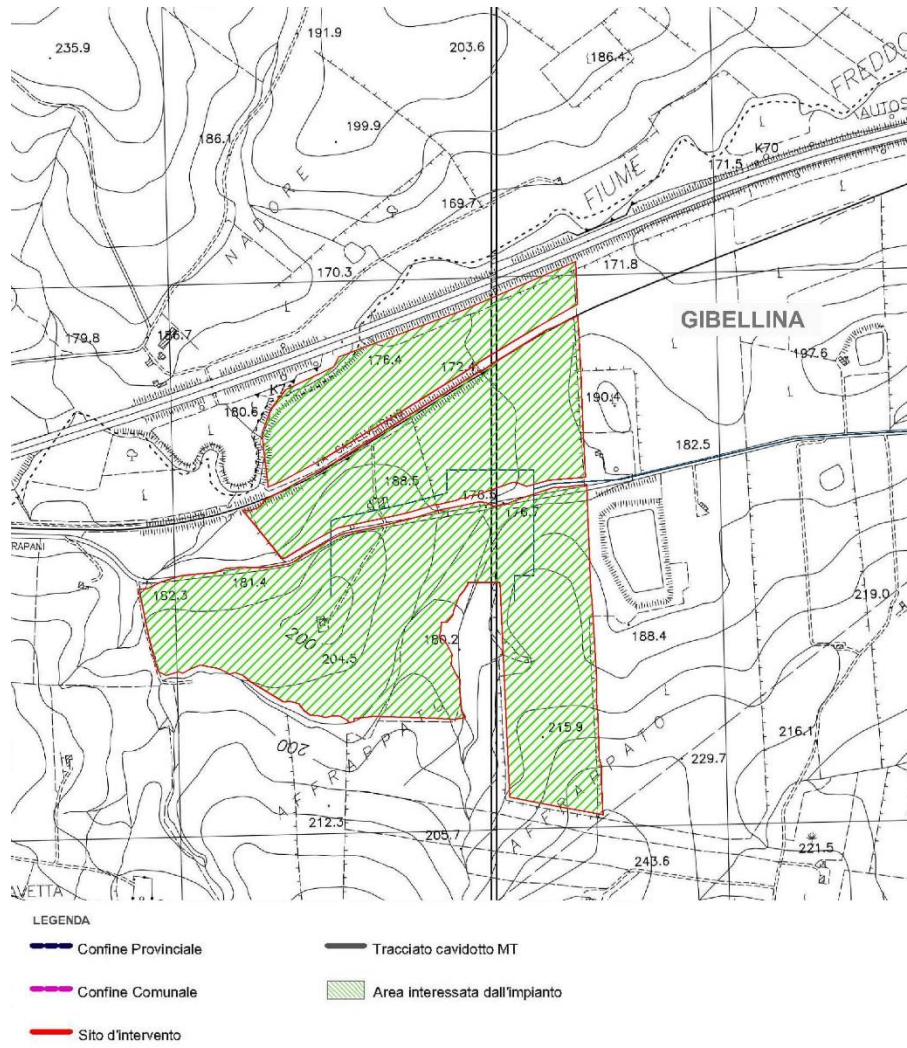 191.9
235.9
203.6
186.4
FREDDO
AUTOS
199.9
186.1
K70
171.5
FIUME
NADORE
169.7
170.3
171.8
GIBELLINA
186.7
179.8
176.4
172.4
197.6
180.6
190.4
182.5
188.5
176.7
RAPANI
181.4
182.3
219.0
200
180.2
188.4
204.5
AFFRAPPATO
215.9
216.1
200
229.7
AFFRAPPATO
212.3
205.7
221.5
243.6
AVETTA
LEGENDA
Confine Provinciale
Tracciato cavidotto MT
Confine Comunale
Area interessata dall'impianto
Sito d'intervento